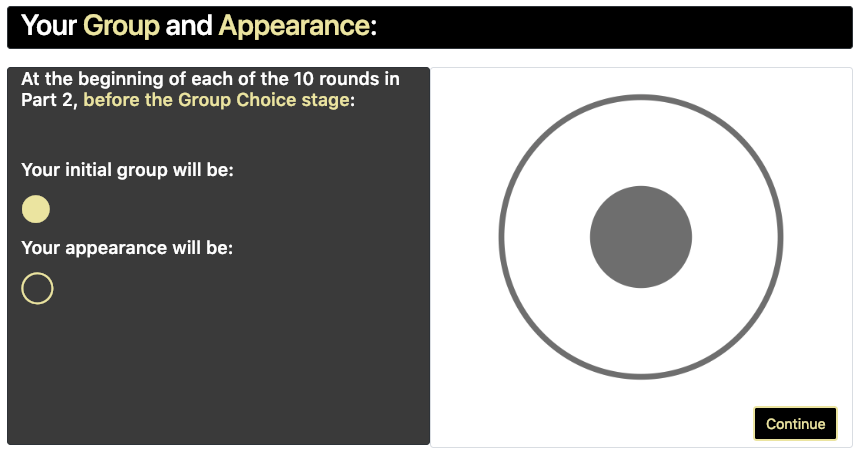 Your Group and Appearance:
At the beginning of each of the 10 rounds in
Part 2, before the Group Choice stage:
Your initial group will be:
Your appearance will be:
Continue